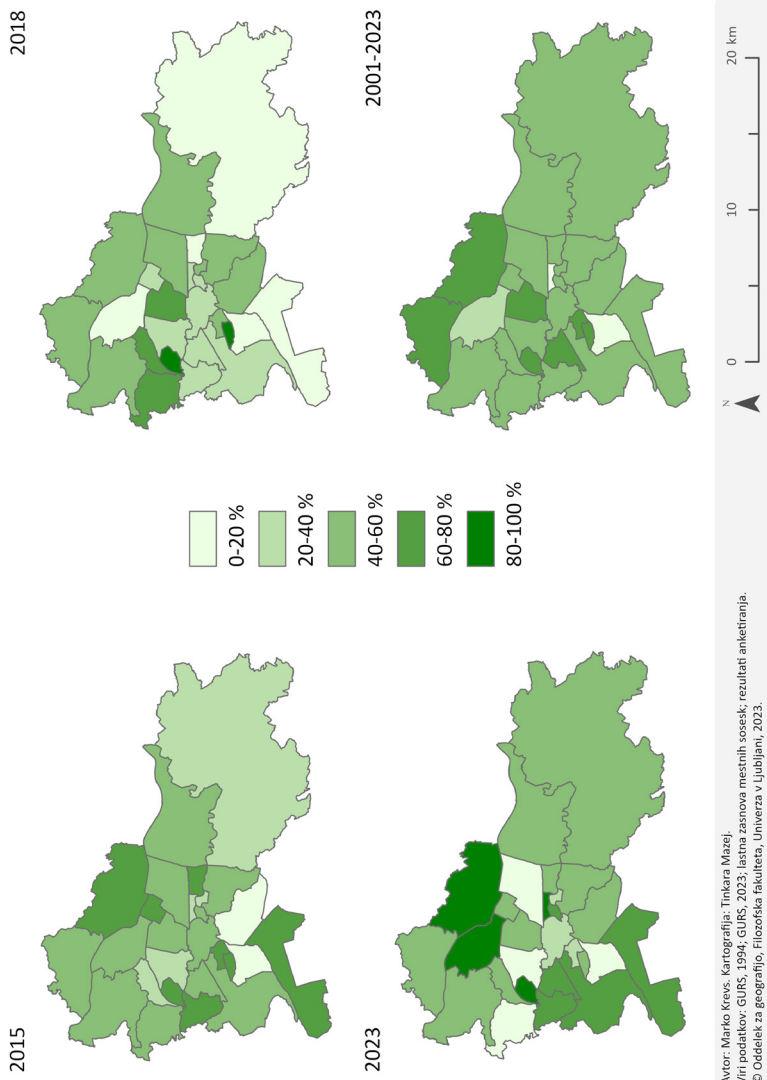 2015
2018
0-20 %
20-40 %
40-60 %
60-80 %
80-100 %
2023
2001-2023
N
0
10
20 km
Avtor: Marko Krevs. Kartografija: Tinkara Mazej.
Viri podatkov: GURS, 1994; GURS, 2023; lastna zasnova mestnih sosesk; rezultati anketiranja.
© Oddelek za geografijo, Filozofska fakulteta, Univerza v Ljubljani, 2023.